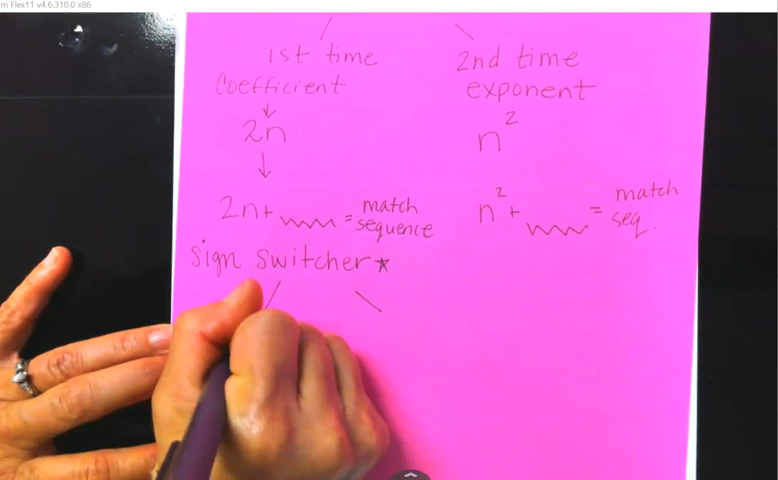 m Flex11 v4.6.310.0 x86
1st time
Coefficient
2n
2n+ = match
sequence
2nd time
exponent
n²
n² + = match
seq.
sign switcher*